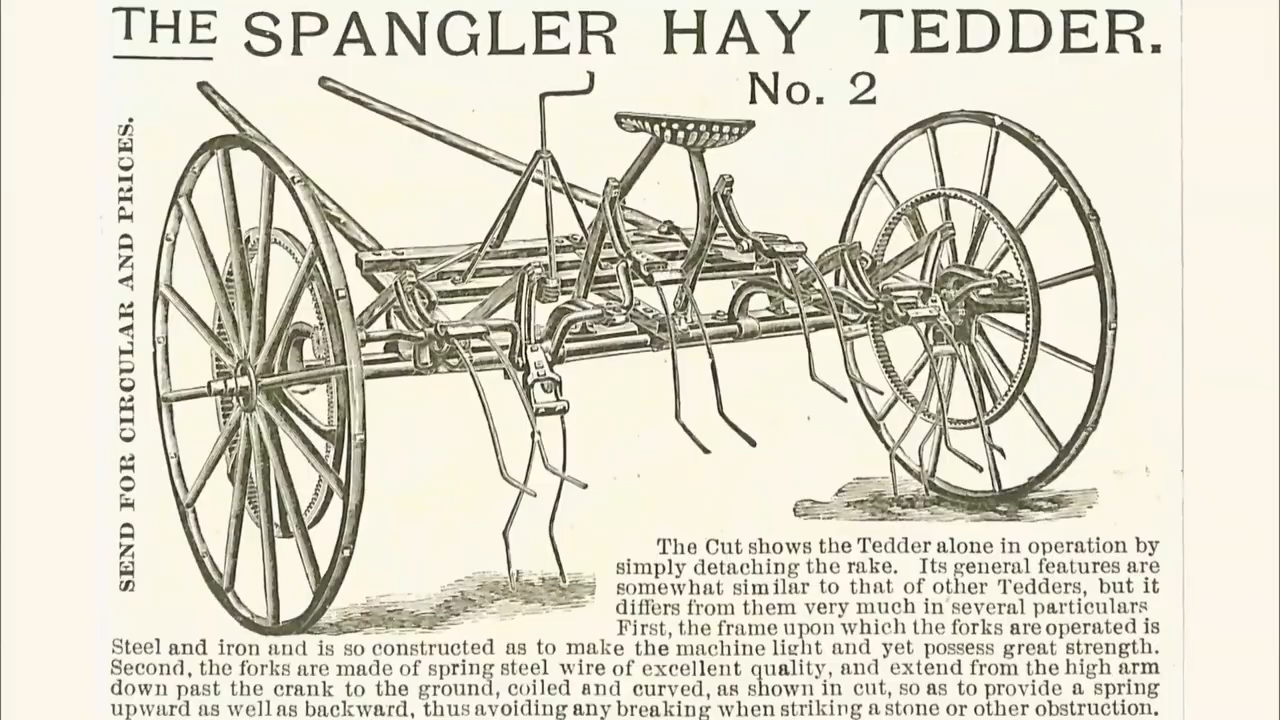 THE SPANGLER HAY TEDDER.
No. 2
SEND FOR CIRCULAR AND PRICES.
The Cut shows the Tedder alone in operation by
simply detaching the rake. Its general features are
somewhat similar to that of other Tedders, but it
differs from them very much in several particulars
First, the frame upon which the forks are operated is
Steel and iron and is so constructed as to make the machine light and yet possess great strength.
Second, the forks are made of spring steel wire of excellent quality, and extend from the high arm
down past the crank to the ground, coiled and curved, as shown in cut, so as to provide a spring
upward as well as backward, thus avoiding any breaking when striking a stone or other obstruction.